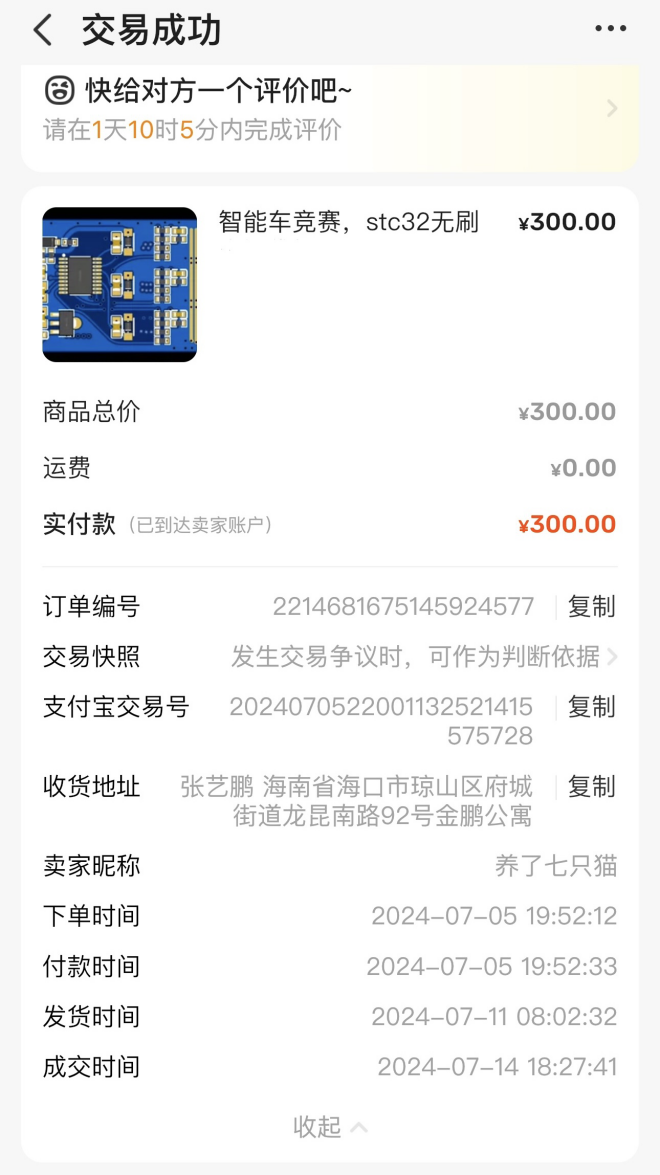 交易成功
快给对方一个评价吧~
请在1天10时5分内完成评价
智能车竞赛，stc32无刷 ¥300.00
商品总价 ¥300.00
运费 ¥0.00
实付款（已到达卖家账户） ¥300.00
订单编号 2214681675145924577 复制
交易快照 发生交易争议时，可作为判断依据
支付宝交易号 2024070522001132521415 复制
575728
收货地址 张艺鹏 海南省海口市琼山区府城 复制
街道龙昆南路92号金鹏公寓
卖家昵称 养了七只猫
下单时间 2024-07-05 19:52:12
付款时间 2024-07-05 19:52:33
发货时间 2024-07-11 08:02:32
成交时间 2024-07-14 18:27:41
收起